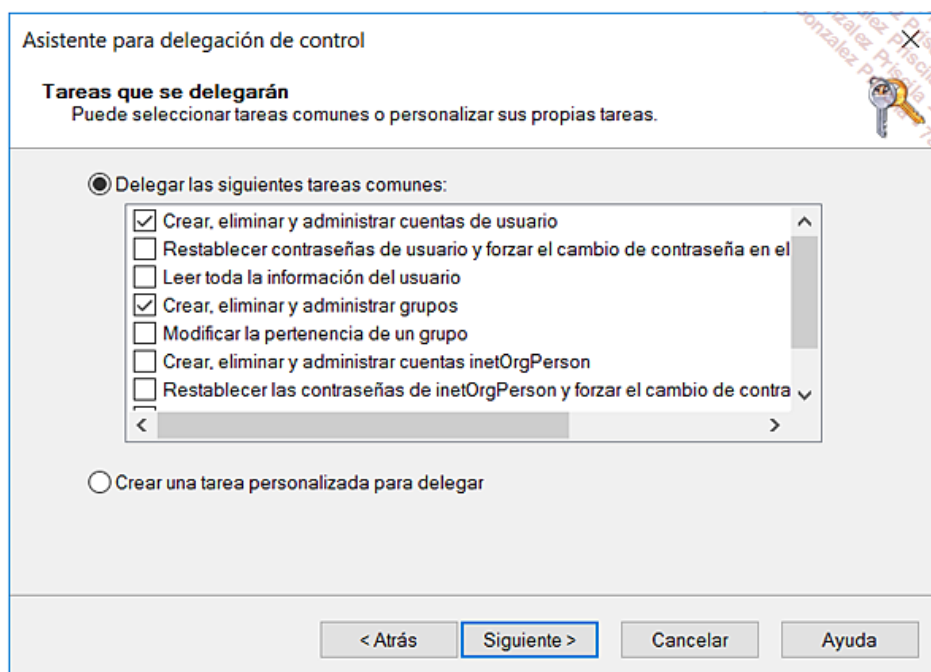 Asistente para delegación de control
Tareas que se delegarán
Puede seleccionar tareas comunes o personalizar sus propias tareas.
Delegar las siguientes tareas comunes:
Crear, eliminar y administrar cuentas de usuario
Restablecer contraseñas de usuario y forzar el cambio de contraseña en el
Leer toda la información del usuario
Crear, eliminar y administrar grupos
Modificar la pertenencia de un grupo
Crear, eliminar y administrar cuentas inetOrgPerson
Restablecer las contraseñas de inetOrgPerson y forzar el cambio de contra
Crear una tarea personalizada para delegar
< Atrás
Siguiente >
Cancelar
Ayuda